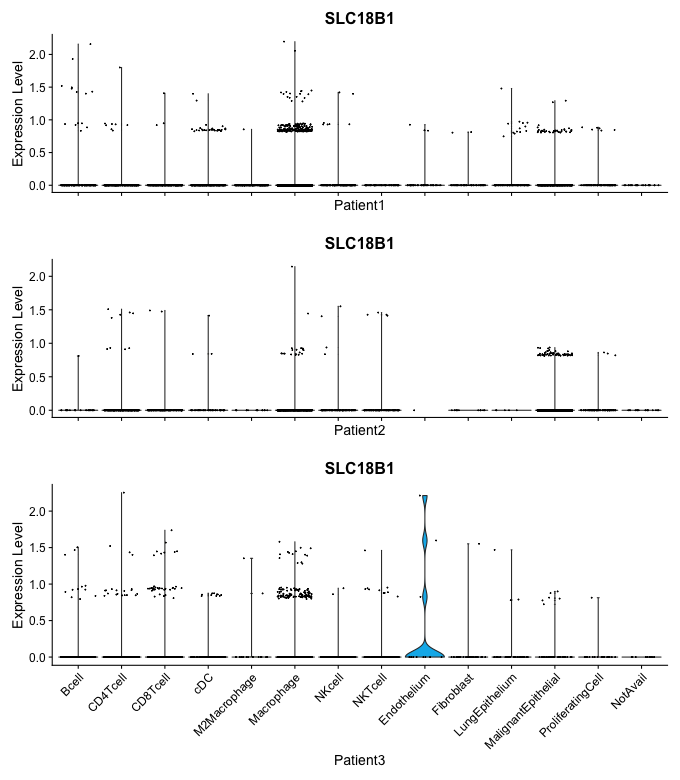 SLC18B1
Expression Level
2.0
1.5
1.0
0.5
0.0
Patient1
SLC18B1
Expression Level
2.0
1.5
1.0
0.5
0.0
Patient2
SLC18B1
Expression Level
2.0
1.5
1.0
0.5
0.0
Bcell
CD4Tcell
CD8Tcell
cDC
M2Macrophage
Macrophage
NKcell
NKTcell
Endothelium
Fibroblast
LungEpithelium
MalignantEpithelial
ProliferatingCell
NotAvail
Patient3